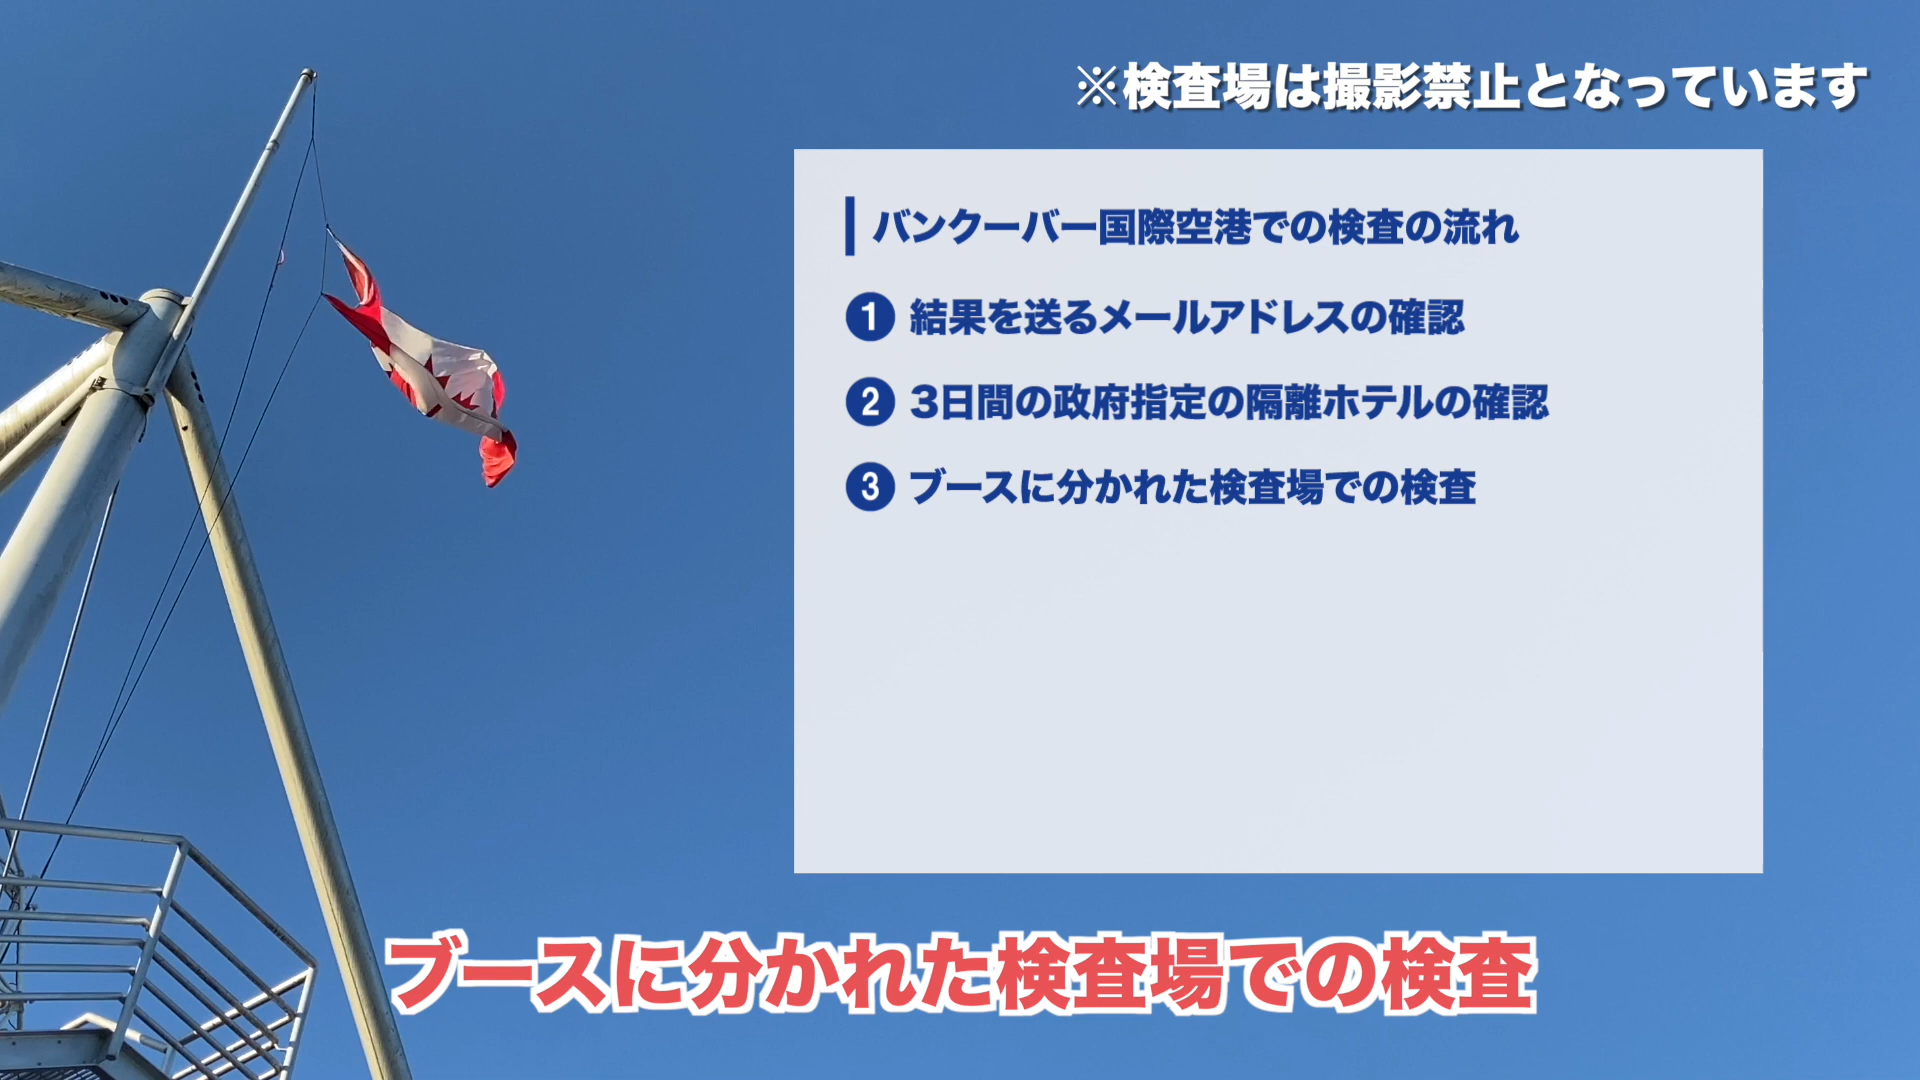 ※検査場は撮影禁止となっています
バンクーバー国際空港での検査の流れ
1 結果を送るメールアドレスの確認
2 3日間の政府指定の隔離ホテルの確認
3 ブースに分かれた検査場での検査
ブースに分かれた検査場での検査